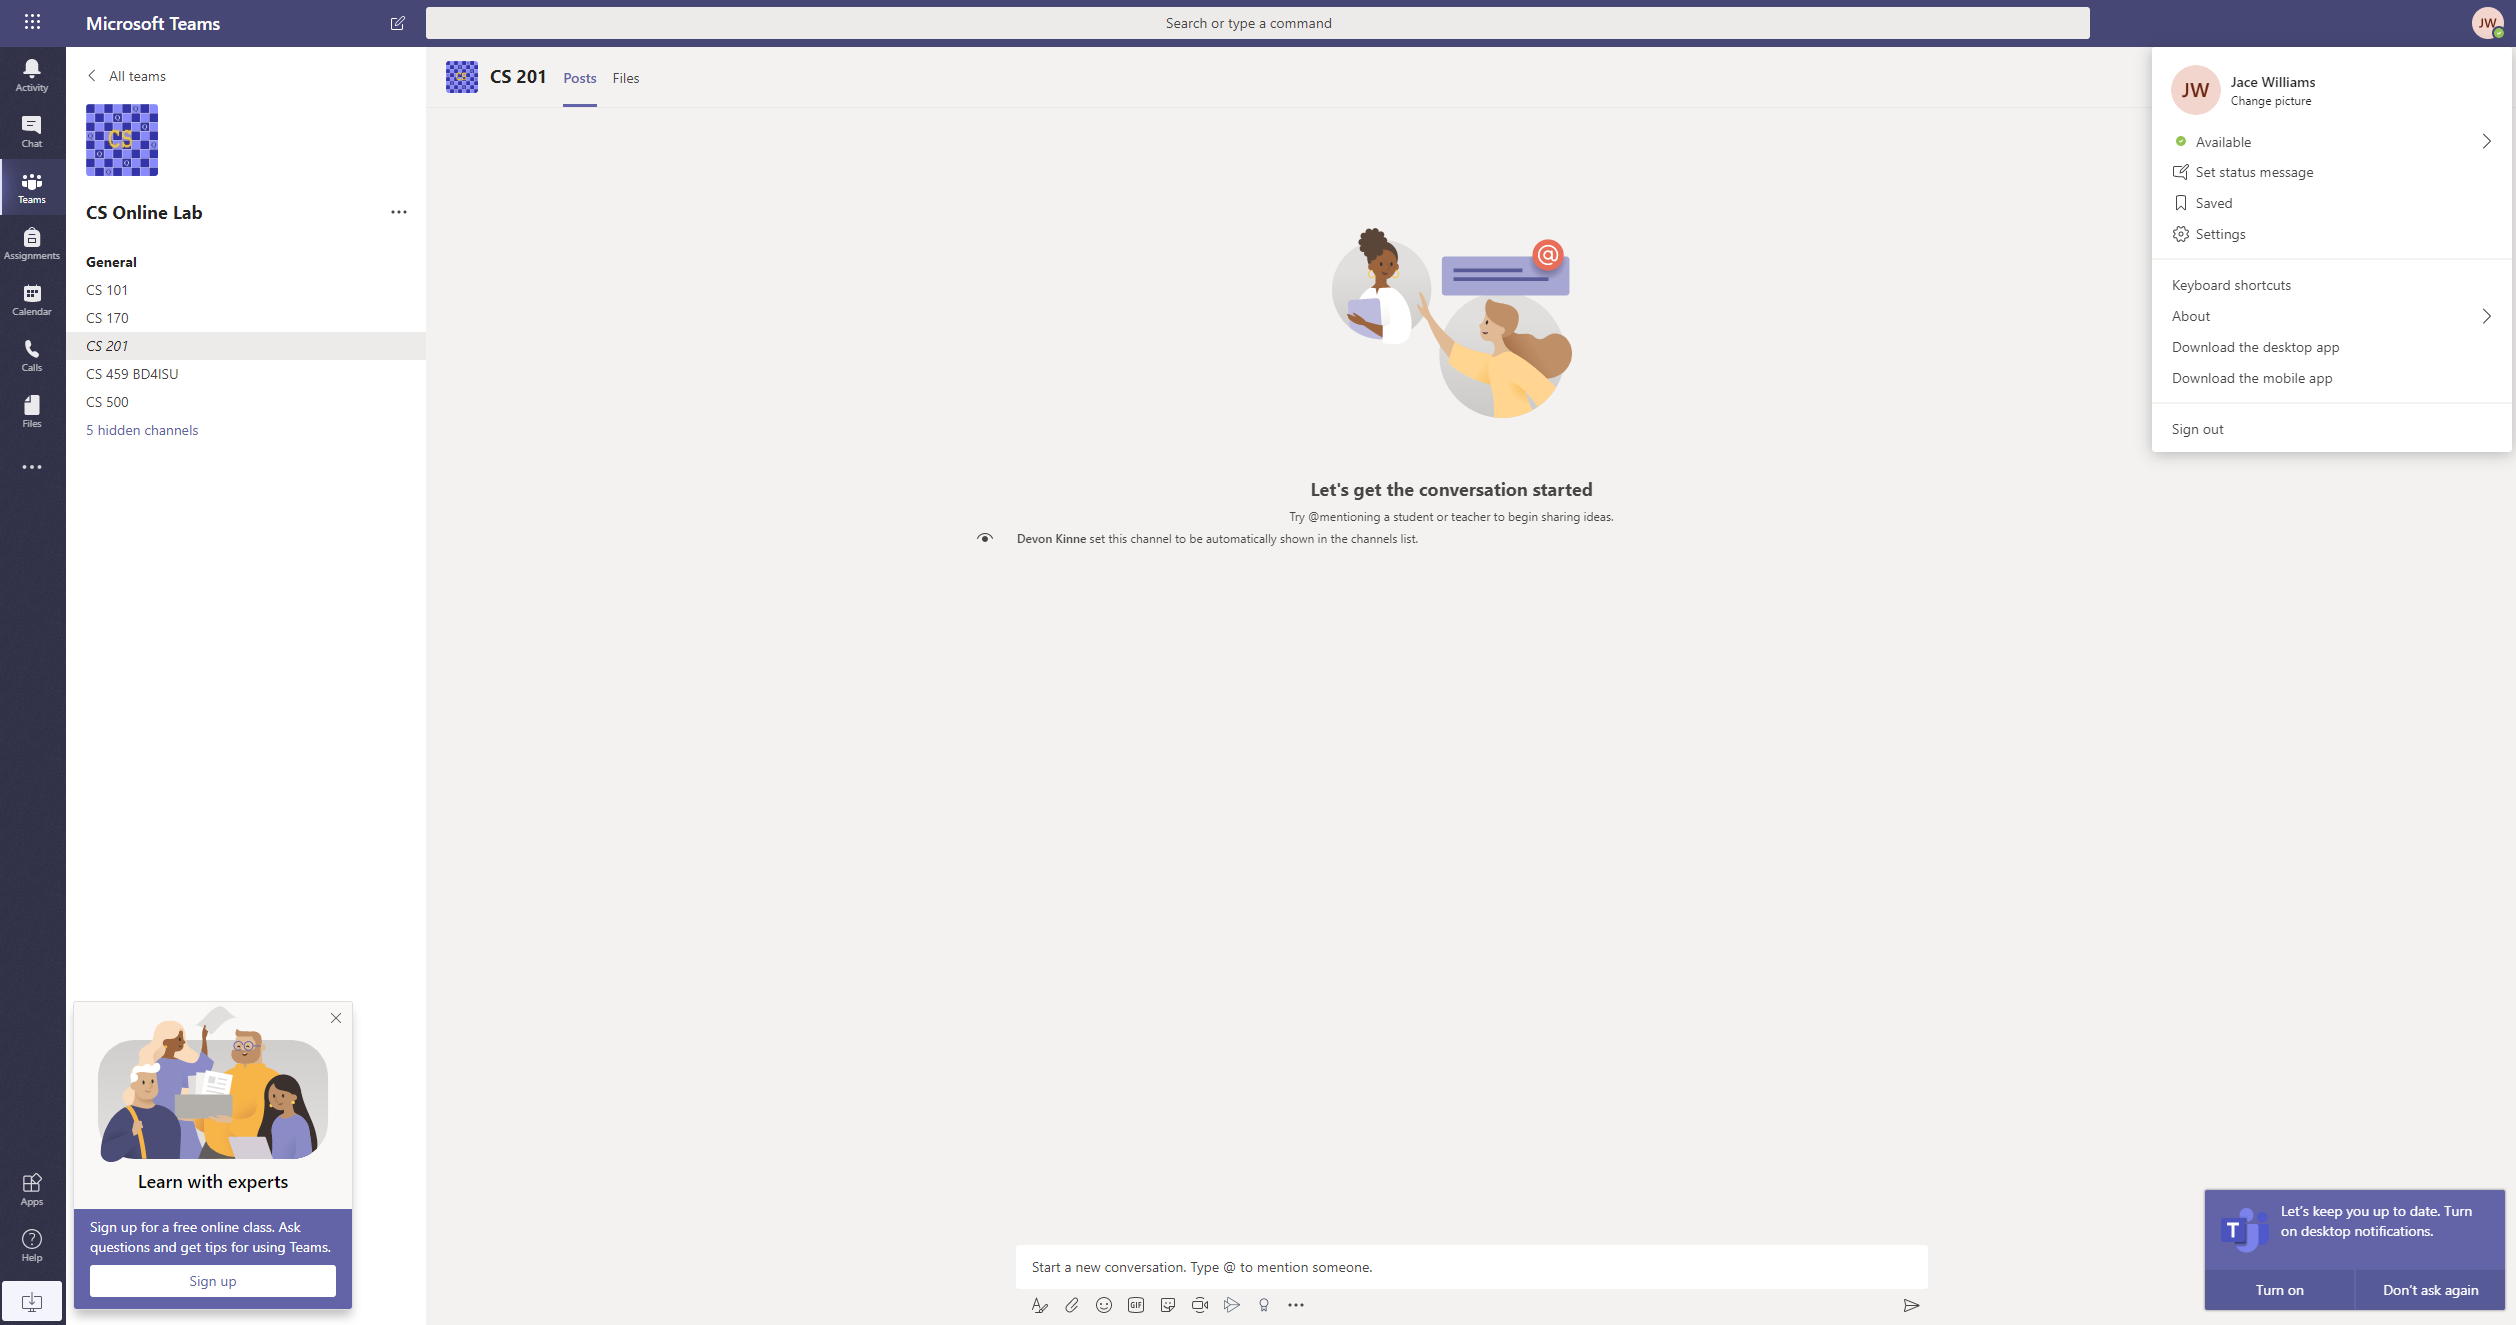 Microsoft Teams
Search or type a command
JW
Activity
Chat
Teams
Assignments
Calendar
Calls
Files
Apps
Help
All teams
CS
CS Online Lab
General
CS 101
CS 170
CS 201
CS 459 BD4ISU
CS 500
5 hidden channels
Learn with experts
Sign up for a free online class. Ask
questions and get tips for using Teams.
Sign up
CS 201 Posts Files
@
Let's get the conversation started
Try @mentioning a student or teacher to begin sharing ideas.
Devon Kinne set this channel to be automatically shown in the channels list.
Start a new conversation. Type @ to mention someone.
GIF
JW
Jace Williams
Change picture
Available
Set status message
Saved
Settings
Keyboard shortcuts
About
Download the desktop app
Download the mobile app
Sign out
T
Let's keep you up to date. Turn
on desktop notifications.
Turn on
Don't ask again